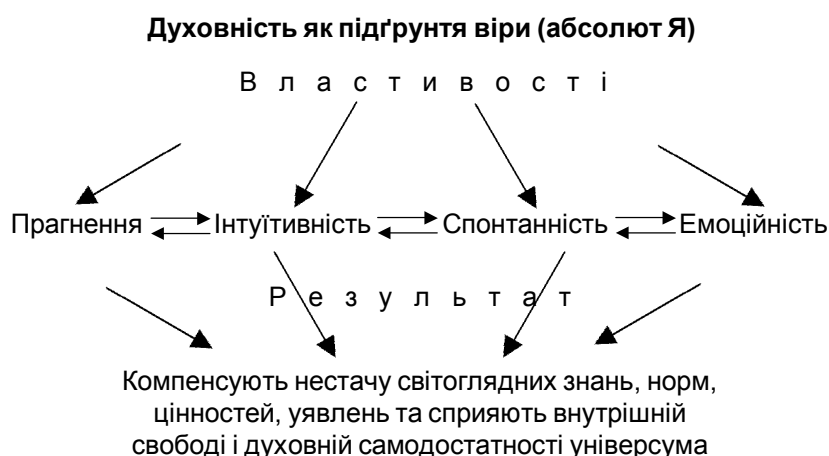 Духовність як підґрунтя віри (абсолют Я)
В л а с т и в о с т і
Прагнення Інтуїтивність Спонтанність Емоційність
Р е з у л ь т а т
Компенсують нестачу світоглядних знань, норм,
цінностей, уявлень та сприяють внутрішній
свободі і духовній самодостатності універсума